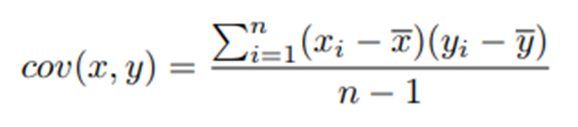 cov(x, y) = \frac{\sum_{i=1}^{n}(x_i - \overline{x})(y_i - \overline{y})}{n - 1}